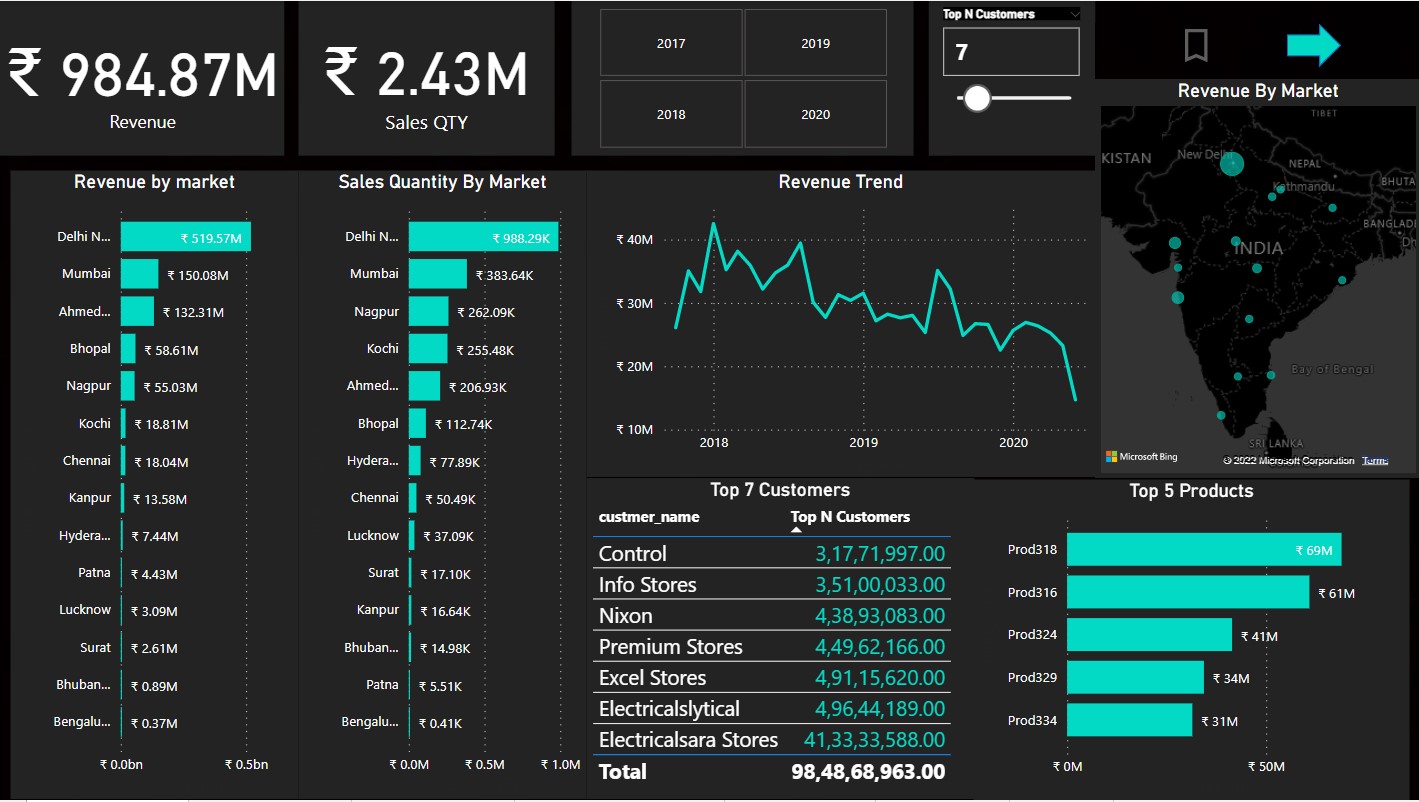 ₹ 984.87M
Revenue
₹ 2.43M
Sales QTY
2017
2019
2018
2020
Top N Customers
7
Revenue by market
Delhi N... ₹ 519.57M
Mumbai ₹ 150.08M
Ahmed... ₹ 132.31M
Bhopal ₹ 58.61M
Nagpur ₹ 55.03M
Kochi ₹ 18.81M
Chennai ₹ 18.04M
Kanpur ₹ 13.58M
Hydera... ₹ 7.44M
Patna ₹ 4.43M
Lucknow ₹ 3.09M
Surat ₹ 2.61M
Bhuban... ₹ 0.89M
Bengalu... ₹ 0.37M
₹ 0.0bn ₹ 0.5bn
Sales Quantity By Market
Delhi N... ₹ 988.29K
Mumbai ₹ 383.64K
Nagpur ₹ 262.09K
Kochi ₹ 255.48K
Ahmed... ₹ 206.93K
Bhopal ₹ 112.74K
Hydera... ₹ 77.89K
Chennai ₹ 50.49K
Lucknow ₹ 37.09K
Surat ₹ 17.10K
Kanpur ₹ 16.64K
Bhuban... ₹ 14.98K
Patna ₹ 5.51K
Bengalu... ₹ 0.41K
₹ 0.0M ₹ 0.5M ₹ 1.0M
Revenue Trend
₹ 40M
₹ 30M
₹ 20M
₹ 10M
2018 2019 2020
Revenue By Market
TIBET
KISTAN
New Delhi
NEPAL
Kathmandu
BHUTA
BANGLADI
Dh
INDIA
Bay of Bengal
SRI LANKA
Microsoft Bing
© 2022 Microsoft Corporation Terms
Top 7 Customers
custmer_name Top N Customers
Control 3,17,71,997.00
Info Stores 3,51,00,033.00
Nixon 4,38,93,083.00
Premium Stores 4,49,62,166.00
Excel Stores 4,91,15,620.00
Electricalslytical 4,96,44,189.00
Electricalsara Stores 41,33,33,588.00
Total 98,48,68,963.00
Top 5 Products
Prod318 ₹ 69M
Prod316 ₹ 61M
Prod324 ₹ 41M
Prod329 ₹ 34M
Prod334 ₹ 31M
₹ 0M ₹ 50M